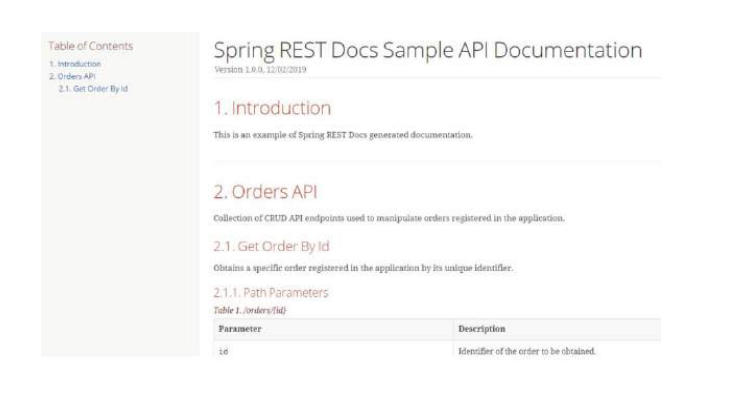 Table of Contents
1. Introduction
2. Orders API
2.1. Get Order By Id
Spring REST Docs Sample API Documentation
Version 1.0.0, 12/02/2019
1. Introduction
This is an example of Spring REST Docs generated documentation.
2. Orders API
Collection of CRUD API endpoints used to manipulate orders registered in the application.
2.1. Get Order By Id
Obtains a specific order registered in the application by its unique identifier.
2.1.1. Path Parameters
Table 1. /orders/{id}
Parameter Description
id Identifier of the order to be obtained.